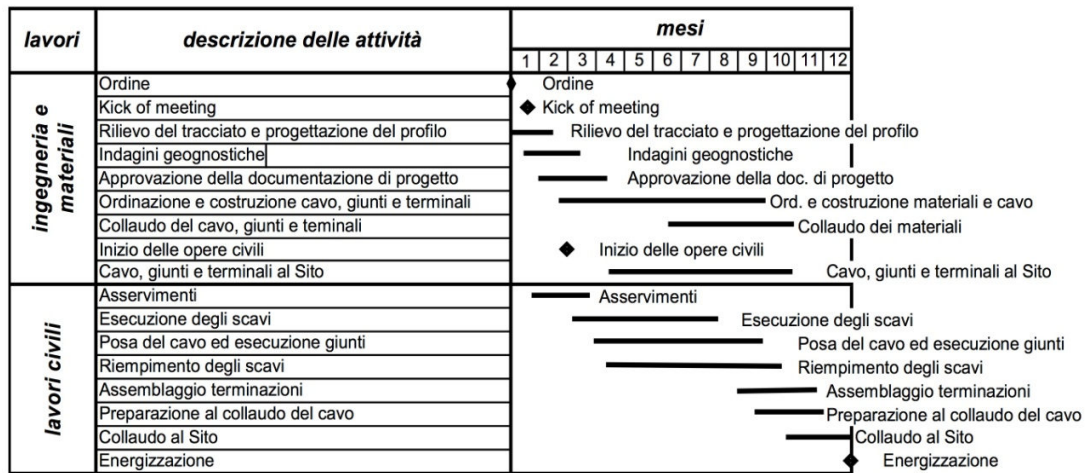 lavori descrizione delle attività mesi
1 2 3 4 5 6 7 8 9 10 11 12
ingegneria e materiali
Ordine Ordine
Kick of meeting Kick of meeting
Rilievo del tracciato e progettazione del profilo Rilievo del tracciato e progettazione del profilo
Indagini geognostiche Indagini geognostiche
Approvazione della documentazione di progetto Approvazione della doc. di progetto
Ordinazione e costruzione cavo, giunti e terminali Ord. e costruzione materiali e cavo
Collaudo del cavo, giunti e teminali Collaudo dei materiali
Inizio delle opere civili Inizio delle opere civili
Cavo, giunti e terminali al Sito Cavo, giunti e terminali al Sito
lavori civili
Asservimenti Asservimenti
Esecuzione degli scavi Esecuzione degli scavi
Posa del cavo ed esecuzione giunti Posa del cavo ed esecuzione giunti
Riempimento degli scavi Riempimento degli scavi
Assemblaggio terminazioni Assemblaggio terminazioni
Preparazione al collaudo del cavo Preparazione al collaudo del cavo
Collaudo al Sito Collaudo al Sito
Energizzazione Energizzazione